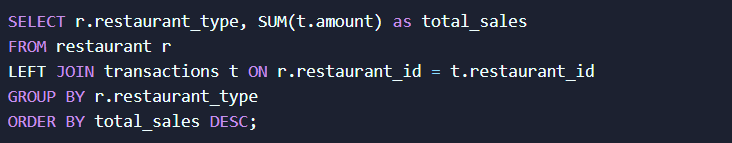 SELECT r.restaurant_type, SUM(t.amount) as total_sales
FROM restaurant r
LEFT JOIN transactions t ON r.restaurant_id = t.restaurant_id
GROUP BY r.restaurant_type
ORDER BY total_sales DESC;